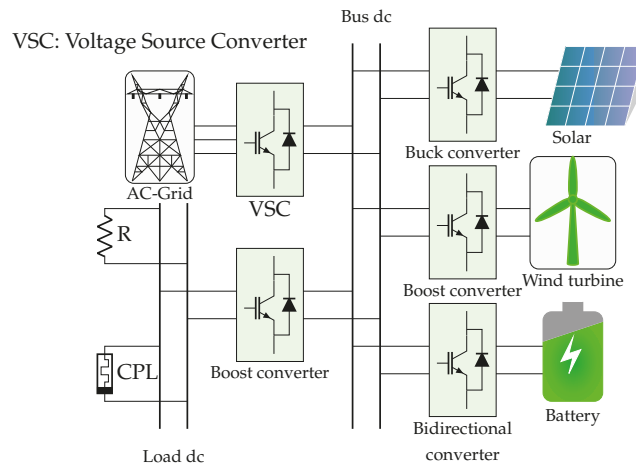 Bus dc
VSC: Voltage Source Converter
Solar
Buck converter
AC-Grid
VSC
R
Boost converter
Wind turbine
Boost converter
CPL
Battery
Bidirectional
converter
Load dc